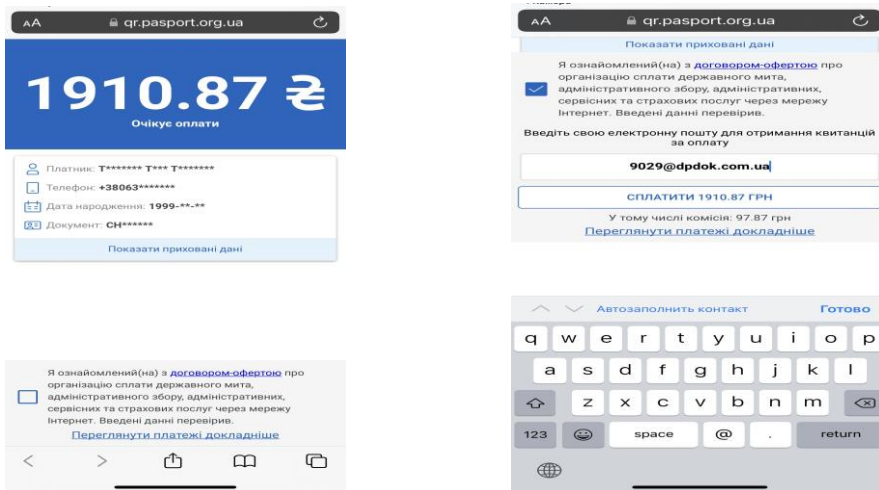 AA qr.pasport.org.ua
1910.87 ₴
Очікує оплати
Платник: Т******* Т*** Т*******
Телефон: +38063*******
Дата народження: 1999-**-**
Документ: СН******
Показати приховані дані
Я ознайомлений(на) з договором-офертою про
організацію сплати державного мита,
адміністративного збору, адміністративних,
сервісних та страхових послуг через мережу
Інтернет. Введені данні перевірив.
Переглянути платежі докладніше
AA qr.pasport.org.ua
Показати приховані дані
Я ознайомлений(на) з договором-офертою про
організацію сплати державного мита,
адміністративного збору, адміністративних,
сервісних та страхових послуг через мережу
Інтернет. Введені данні перевірив.
Введіть свою електронну пошту для отримання квитанцій
за оплату
9029@dpdok.com.ua
СПЛАТИТИ 1910.87 ГРН
У тому числі комісія: 97.87 грн
Переглянути платежі докладніше
Автозаполнить контакт Готово
q w e r t y u i o p
a s d f g h j k l
z x c v b n m
123 space @ . return